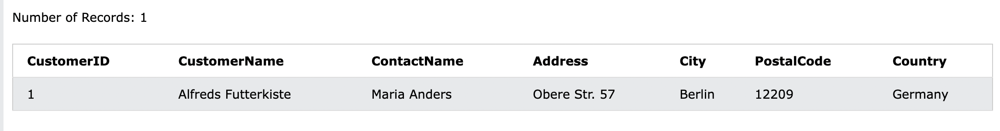 Number of Records: 1
CustomerID CustomerName ContactName Address City PostalCode Country
1 Alfreds Futterkiste Maria Anders Obere Str. 57 Berlin 12209 Germany